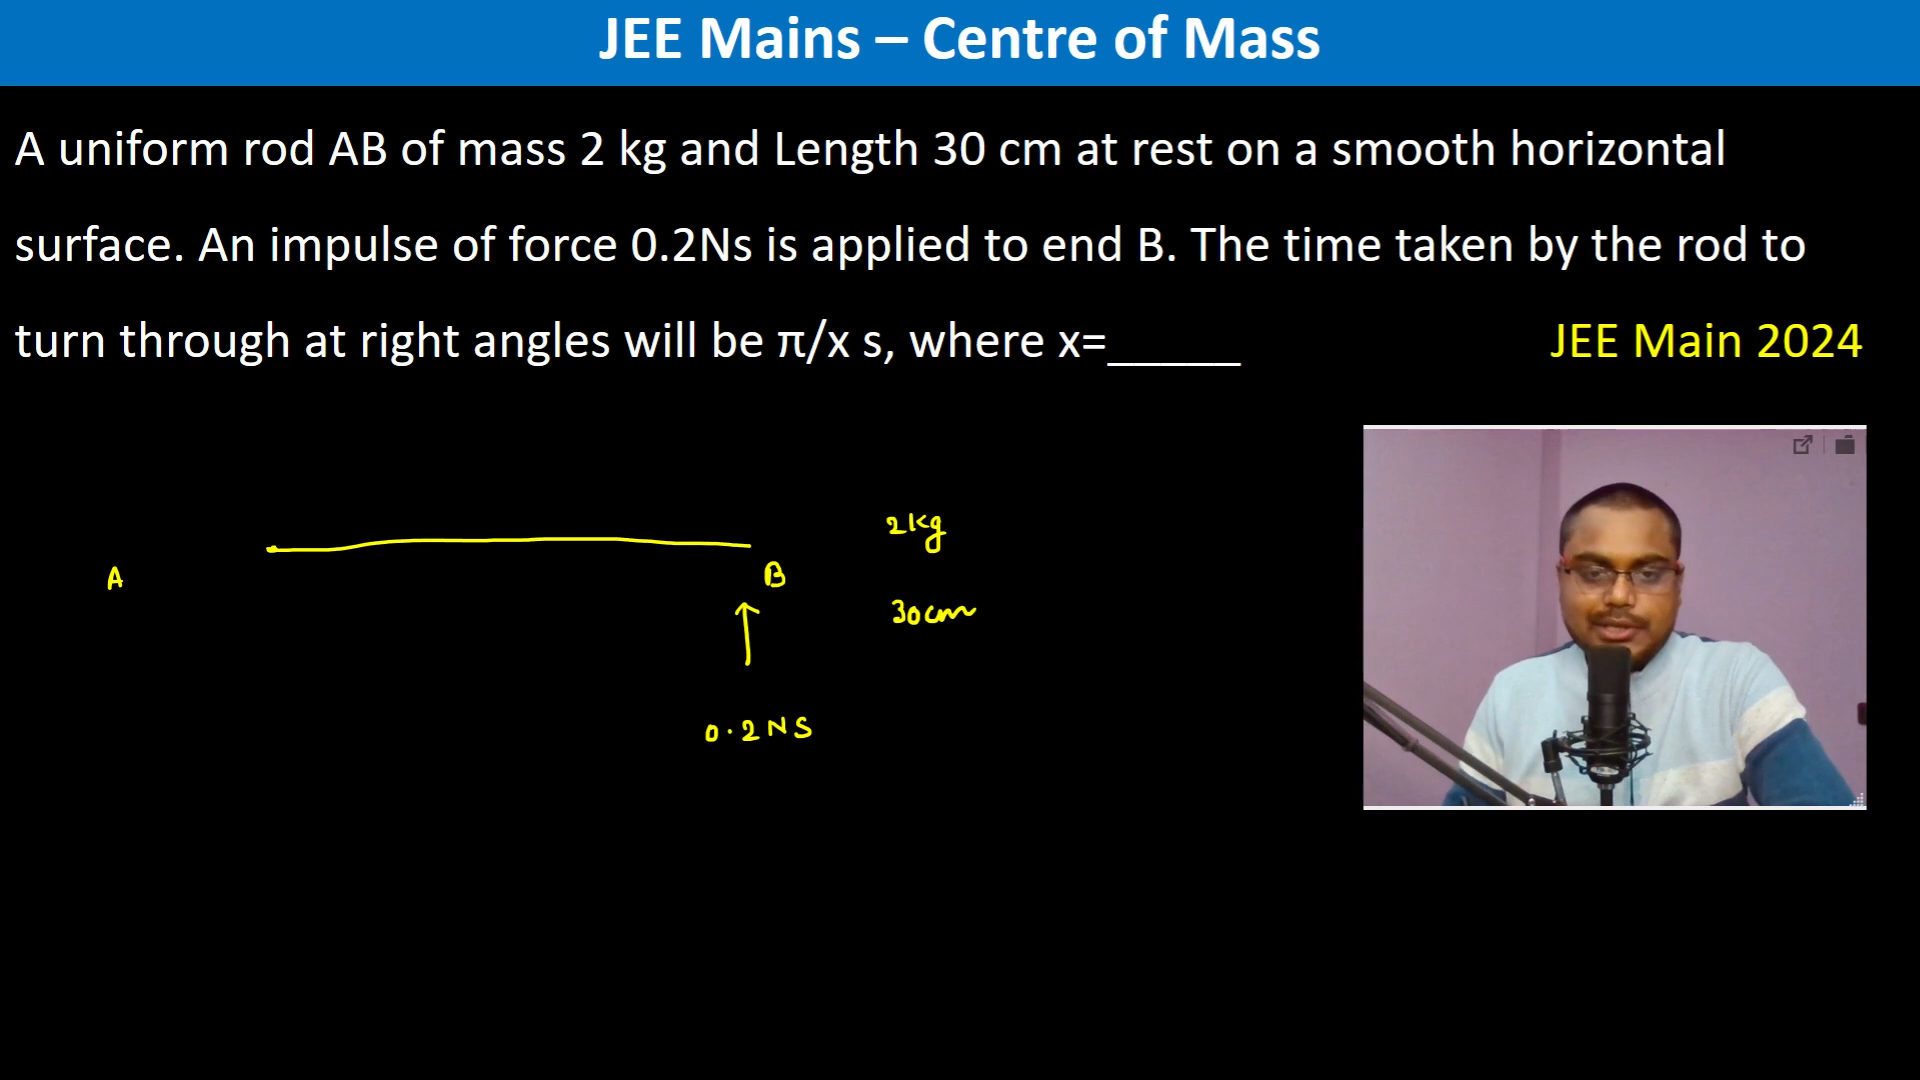 JEE Mains – Centre of Mass
A uniform rod AB of mass 2 kg and Length 30 cm at rest on a smooth horizontal
surface. An impulse of force 0.2Ns is applied to end B. The time taken by the rod to
turn through at right angles will be π/x s, where x=_____ JEE Main 2024
2kg
A
B
30cm
0.2NS